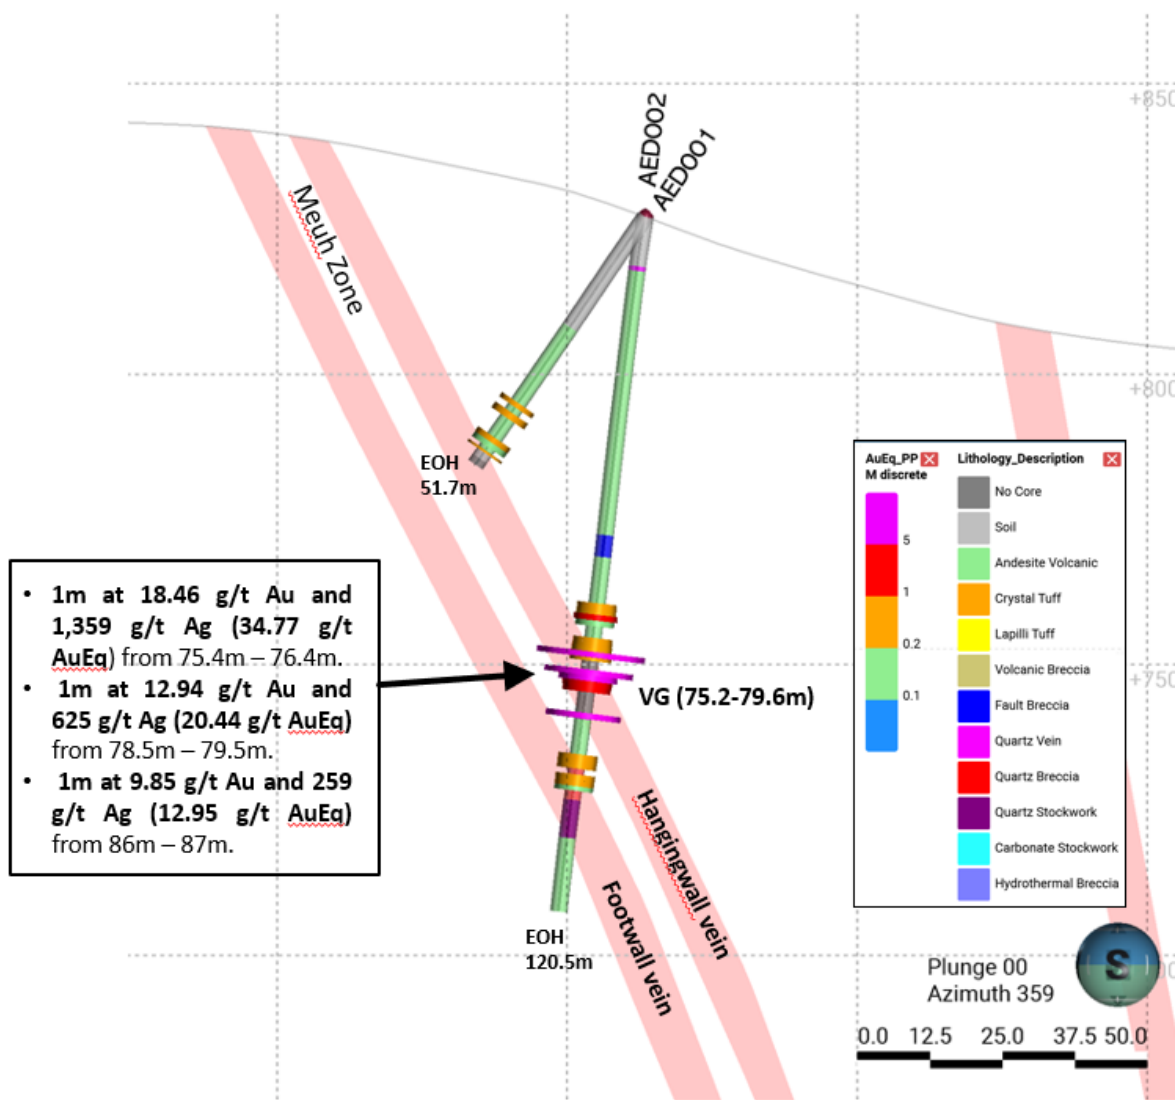 +850
AED002
AED001
Meuh Zone
+800
EOH
51.7m
AuEq_PP
M discrete
5
1
0.2
0.1
Lithology_Description
No Core
Soil
Andesite Volcanic
Crystal Tuff
Lapilli Tuff
Volcanic Breccia
Fault Breccia
Quartz Vein
Quartz Breccia
Quartz Stockwork
Carbonate Stockwork
Hydrothermal Breccia
• 1m at 18.46 g/t Au and
1,359 g/t Ag (34.77 g/t
AuEq) from 75.4m – 76.4m.
• 1m at 12.94 g/t Au and
625 g/t Ag (20.44 g/t AuEq)
from 78.5m – 79.5m.
• 1m at 9.85 g/t Au and 259
g/t Ag (12.95 g/t AuEq)
from 86m – 87m.
+750
VG (75.2-79.6m)
Hangingwall vein
Footwall vein
EOH
120.5m
Plunge 00
Azimuth 359
S
0.0 12.5 25.0 37.5 50.0